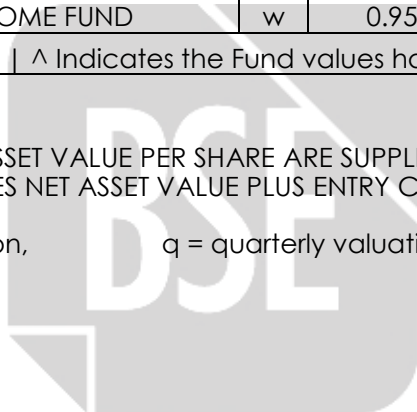 OME FUND w 0.95
| ^ Indicates the Fund values ha
SSET VALUE PER SHARE ARE SUPPL
ES NET ASSET VALUE PLUS ENTRY C
on, q = quarterly valuati
BSE